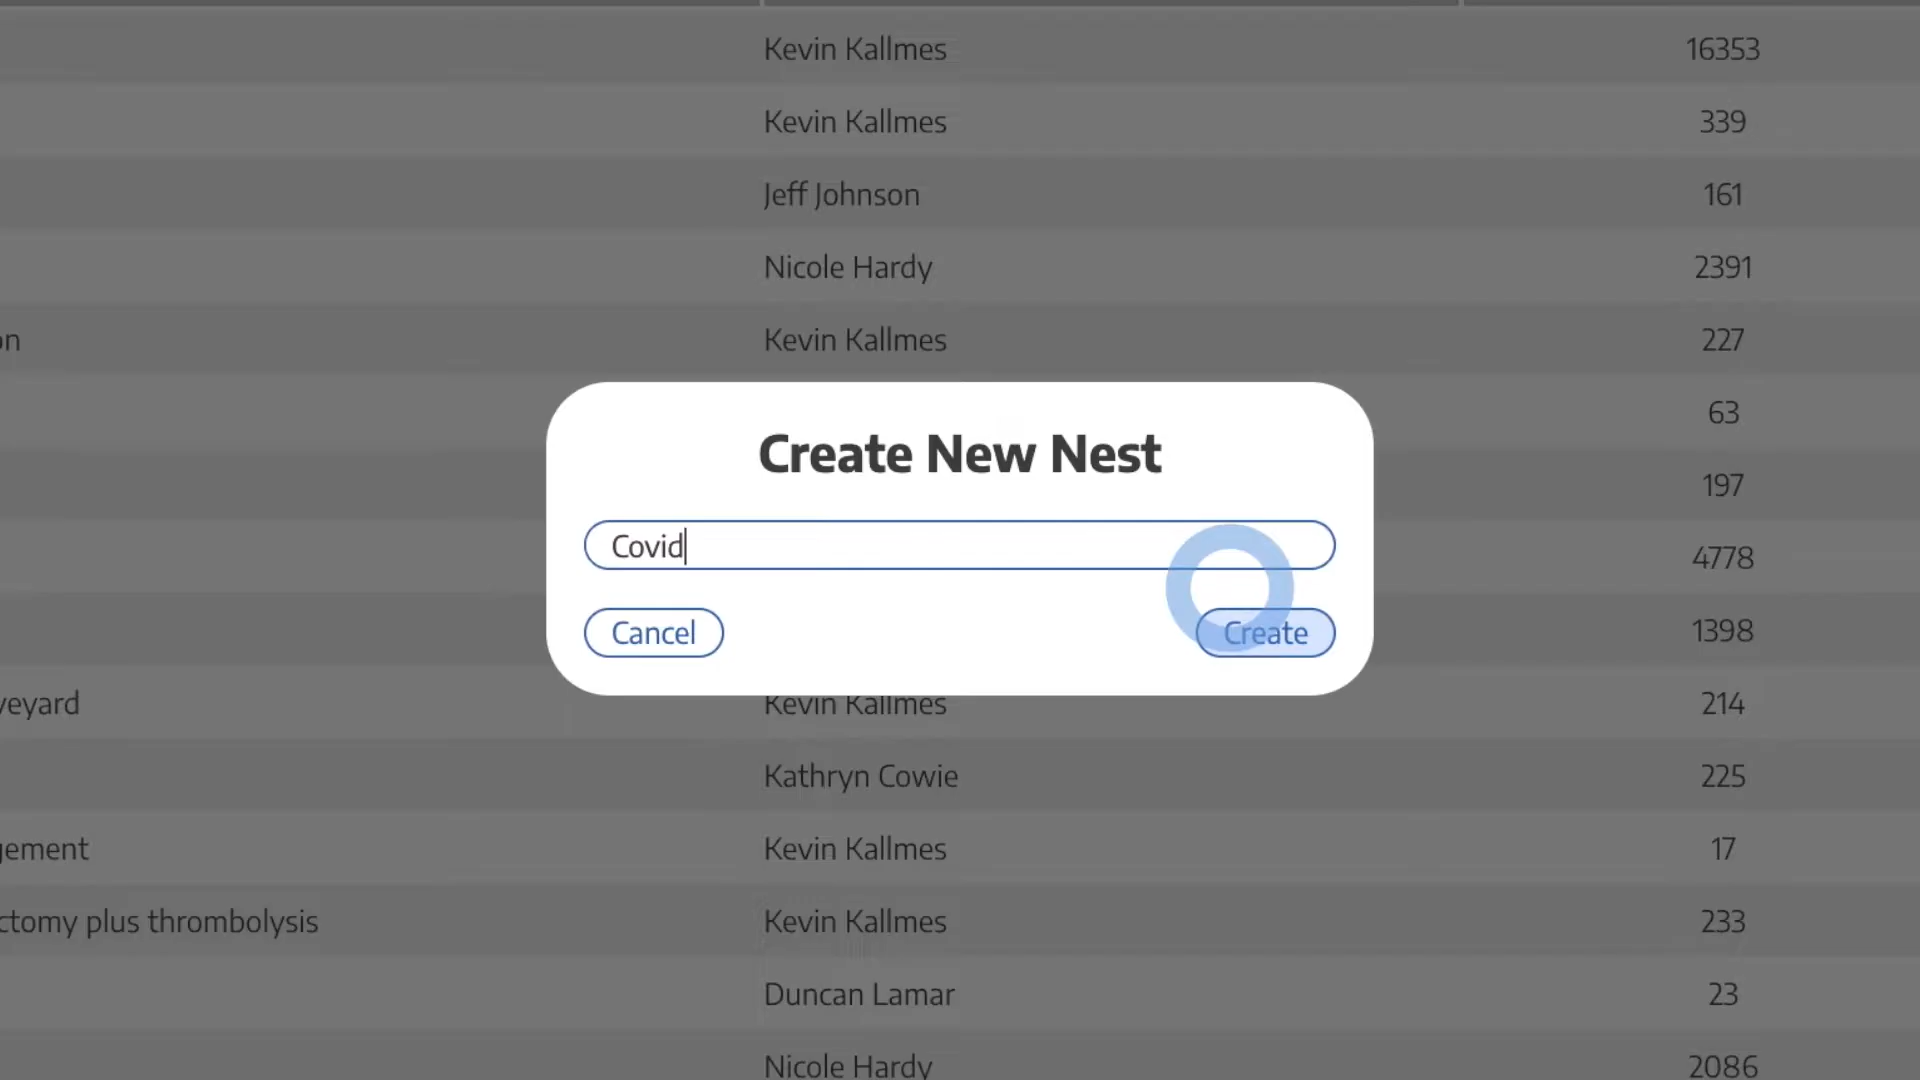 Kevin Kallmes 16353
Kevin Kallmes 339
Jeff Johnson 161
Nicole Hardy 2391
on Kevin Kallmes 227
63
Create New Nest
197
Covid
4778
Cancel Create 1398
veyard Kevin Kallmes 214
Kathryn Cowie 225
gement Kevin Kallmes 17
ctomy plus thrombolysis Kevin Kallmes 233
Duncan Lamar 23
Nicole Hardy 2086